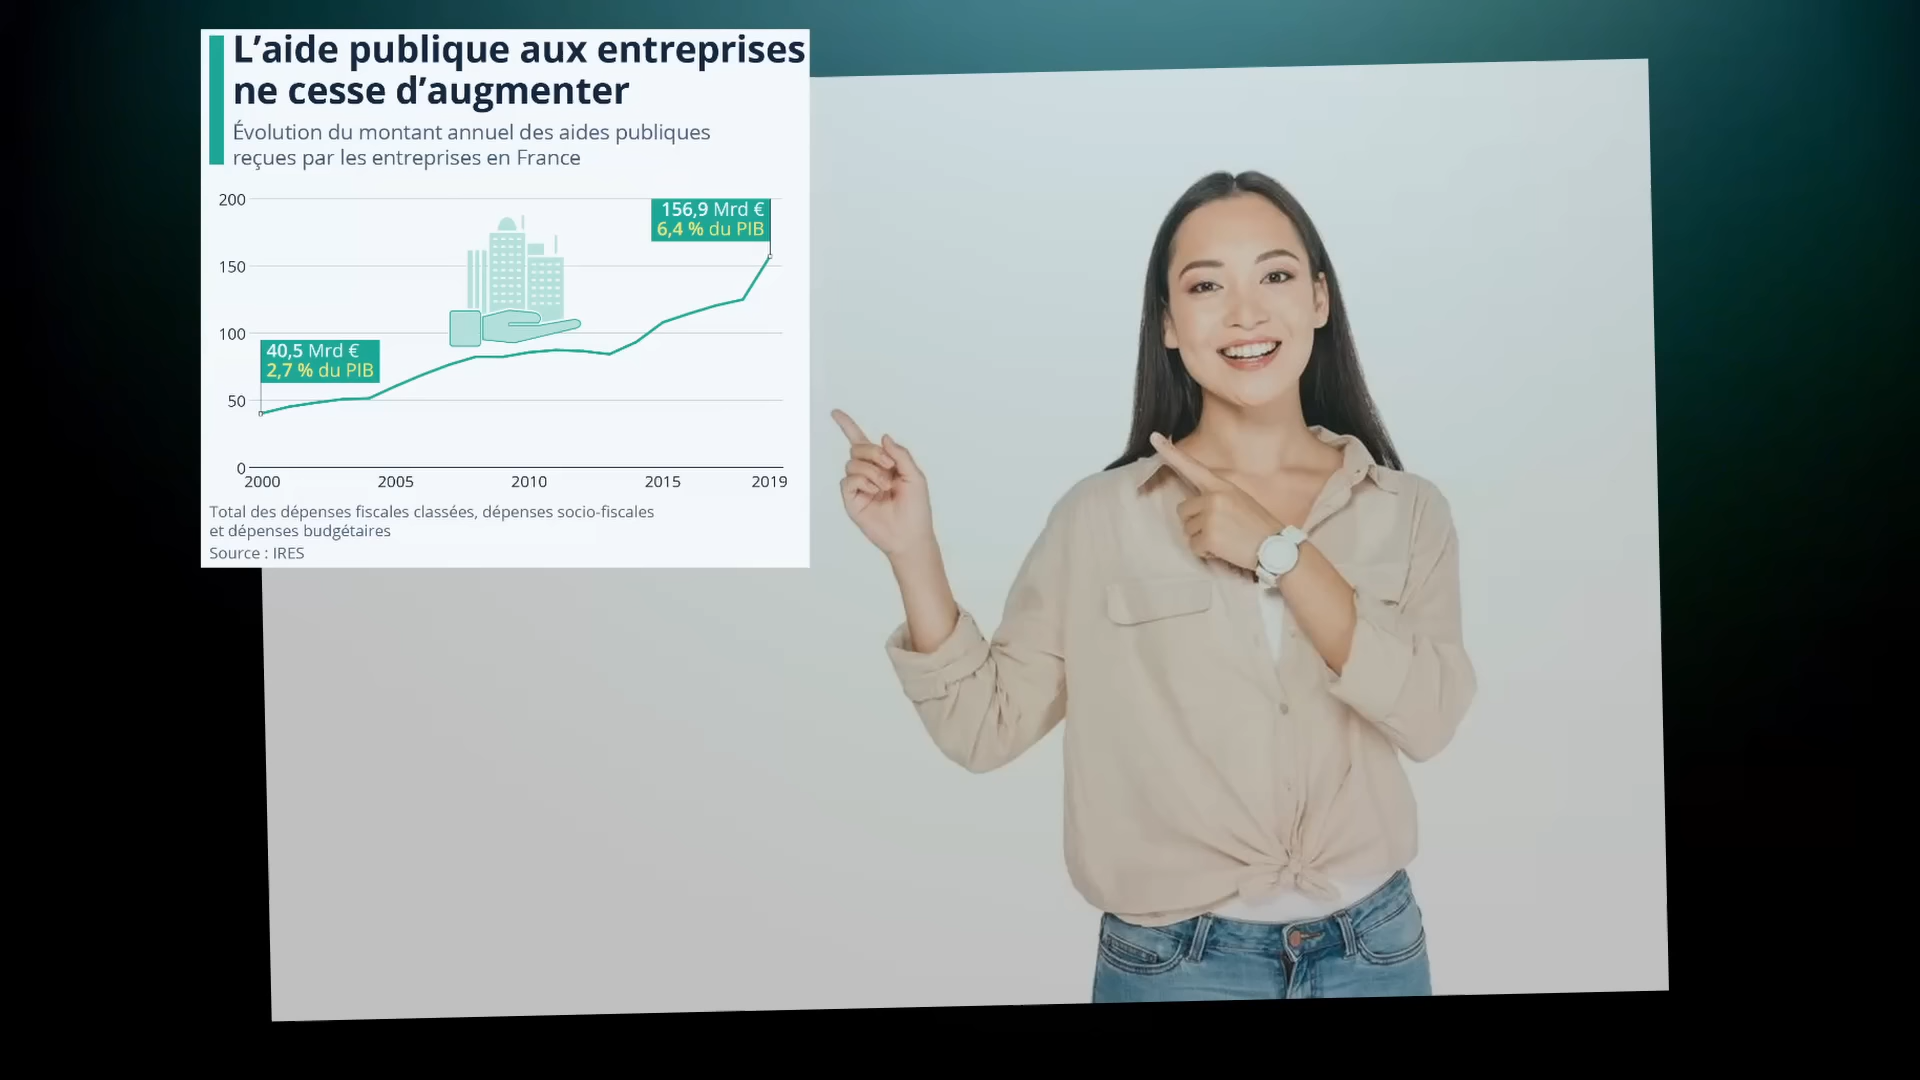 L’aide publique aux entreprises
ne cesse d’augmenter
Évolution du montant annuel des aides publiques
reçues par les entreprises en France
200
156,9 Mrd €
6,4 % du PIB
150
100
40,5 Mrd €
2,7 % du PIB
50
0
2000 2005 2010 2015 2019
Total des dépenses fiscales classées, dépenses socio-fiscales
et dépenses budgétaires
Source : IRES